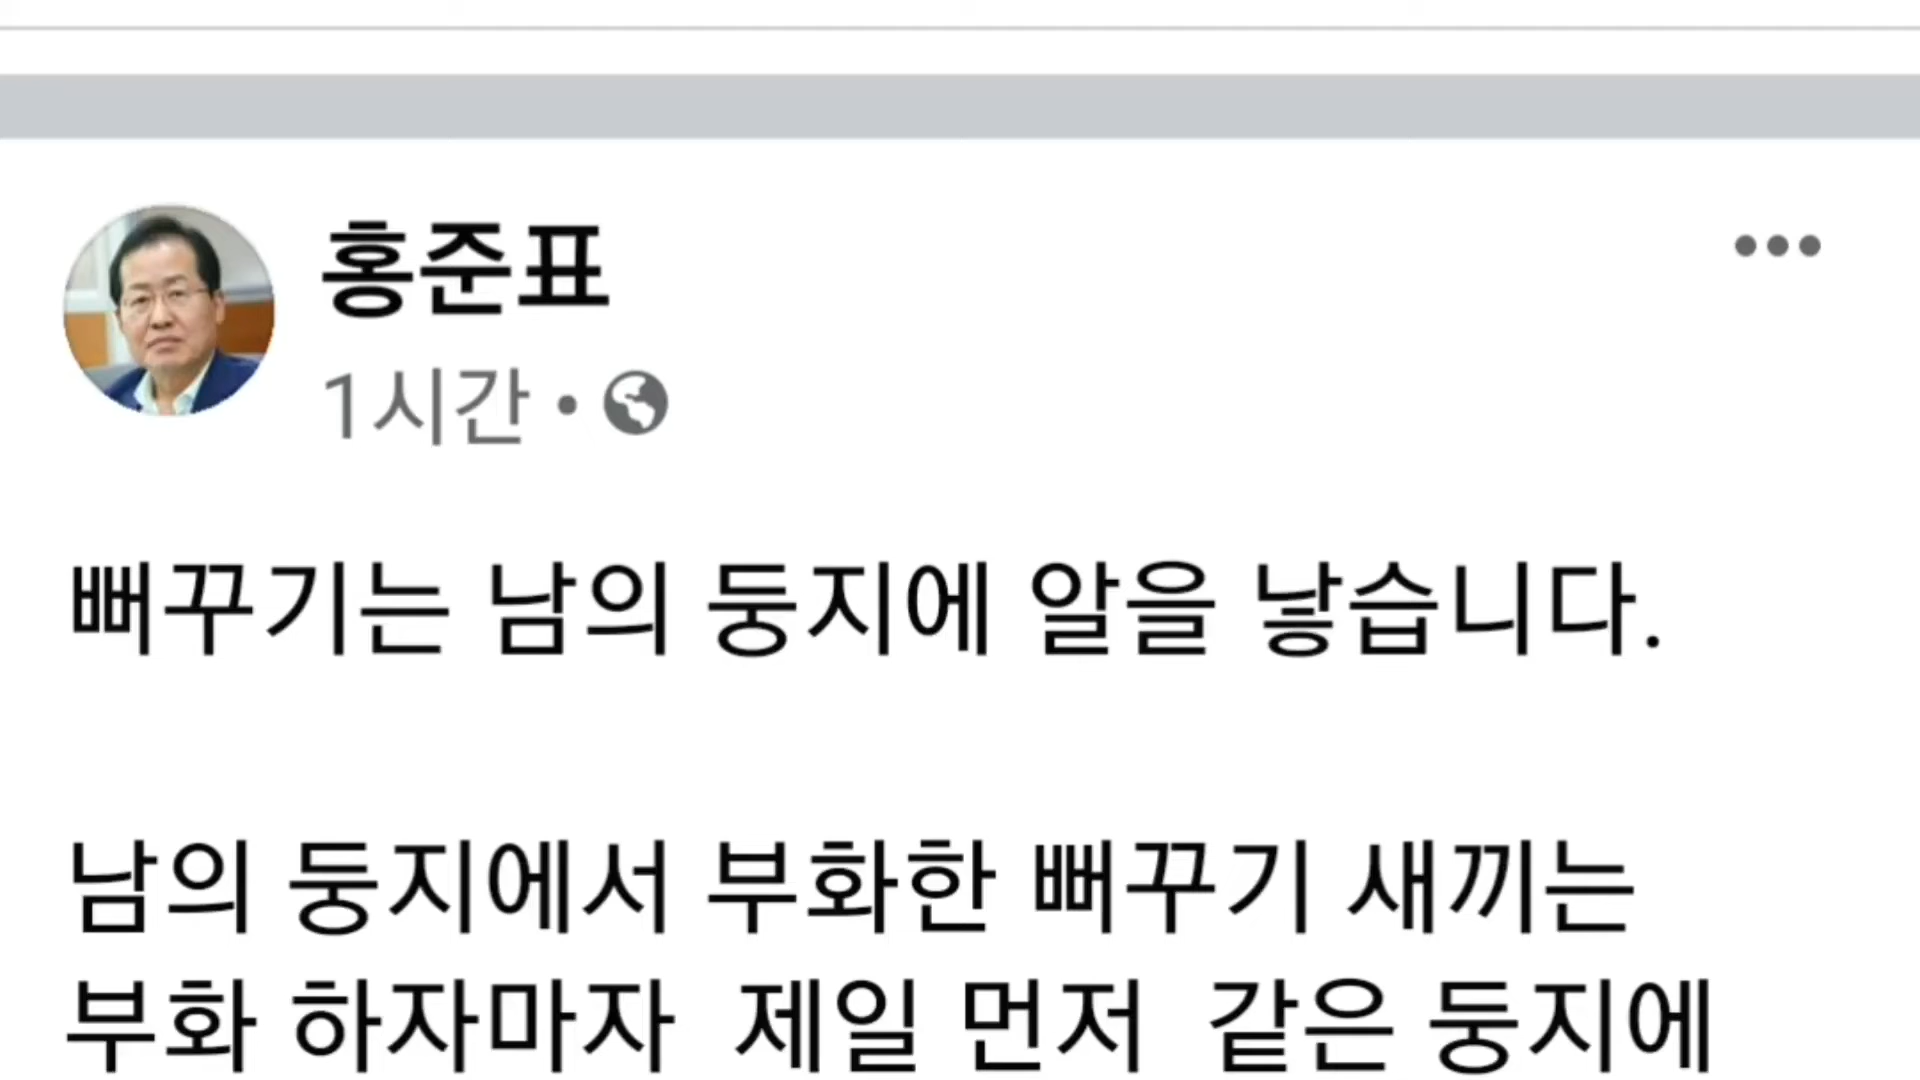 홍준표
1시간 •
뻐꾸기는 남의 둥지에 알을 낳습니다.
남의 둥지에서 부화한 뻐꾸기 새끼는
부화 하자마자  제일 먼저  같은 둥지에